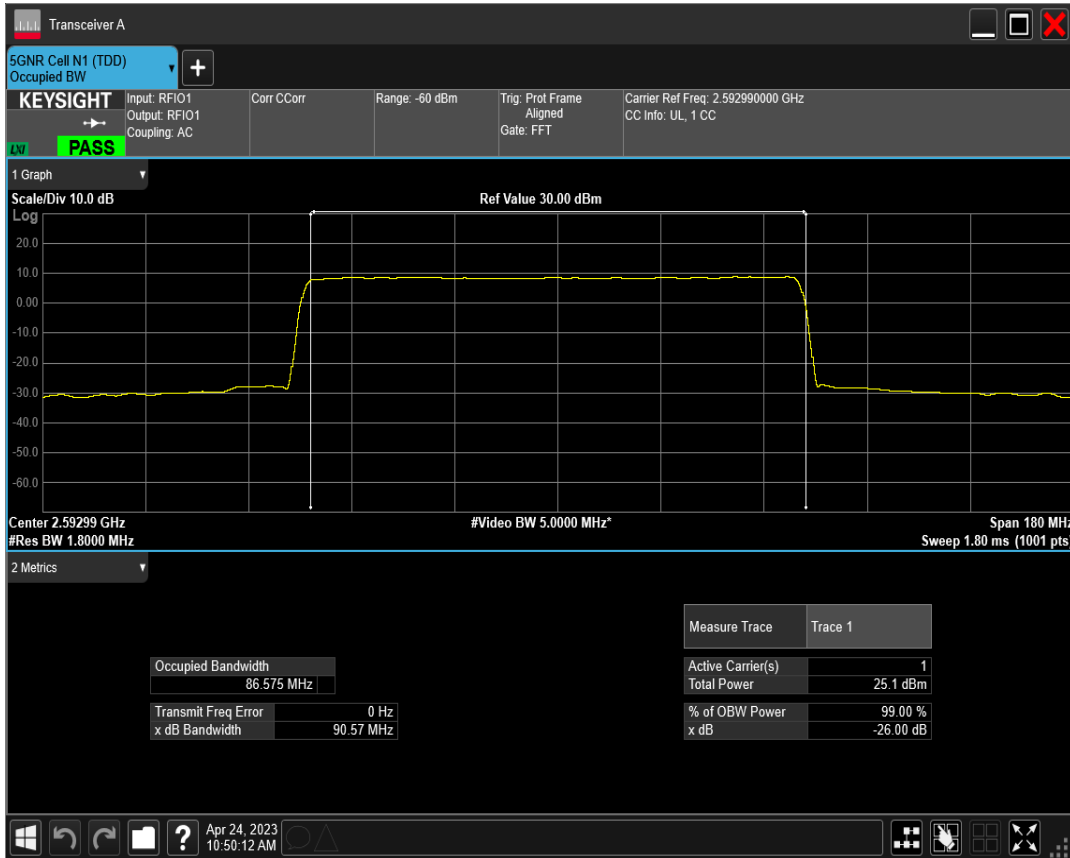 Transceiver A
5GNR Cell N1 (TDD)
Occupied BW
+
KEYSIGHT
LXI
PASS
Input: RFIO1
Output: RFIO1
Coupling: AC
Corr CCorr
Range: -60 dBm
Trig: Prot Frame
Aligned
Gate: FFT
Carrier Ref Freq: 2.592990000 GHz
CC Info: UL, 1 CC
1 Graph
Scale/Div 10.0 dB
Ref Value 30.00 dBm
Log
20.0
10.0
0.00
-10.0
-20.0
-30.0
-40.0
-50.0
-60.0
Center 2.59299 GHz
#Video BW 5.0000 MHz*
Span 180 MHz
#Res BW 1.8000 MHz
Sweep 1.80 ms (1001 pts)
2 Metrics
Measure Trace Trace 1
Occupied Bandwidth
86.575 MHz
Active Carrier(s) 1
Total Power 25.1 dBm
Transmit Freq Error 0 Hz
x dB Bandwidth 90.57 MHz
% of OBW Power 99.00 %
x dB -26.00 dB
?
Apr 24, 2023
10:50:12 AM